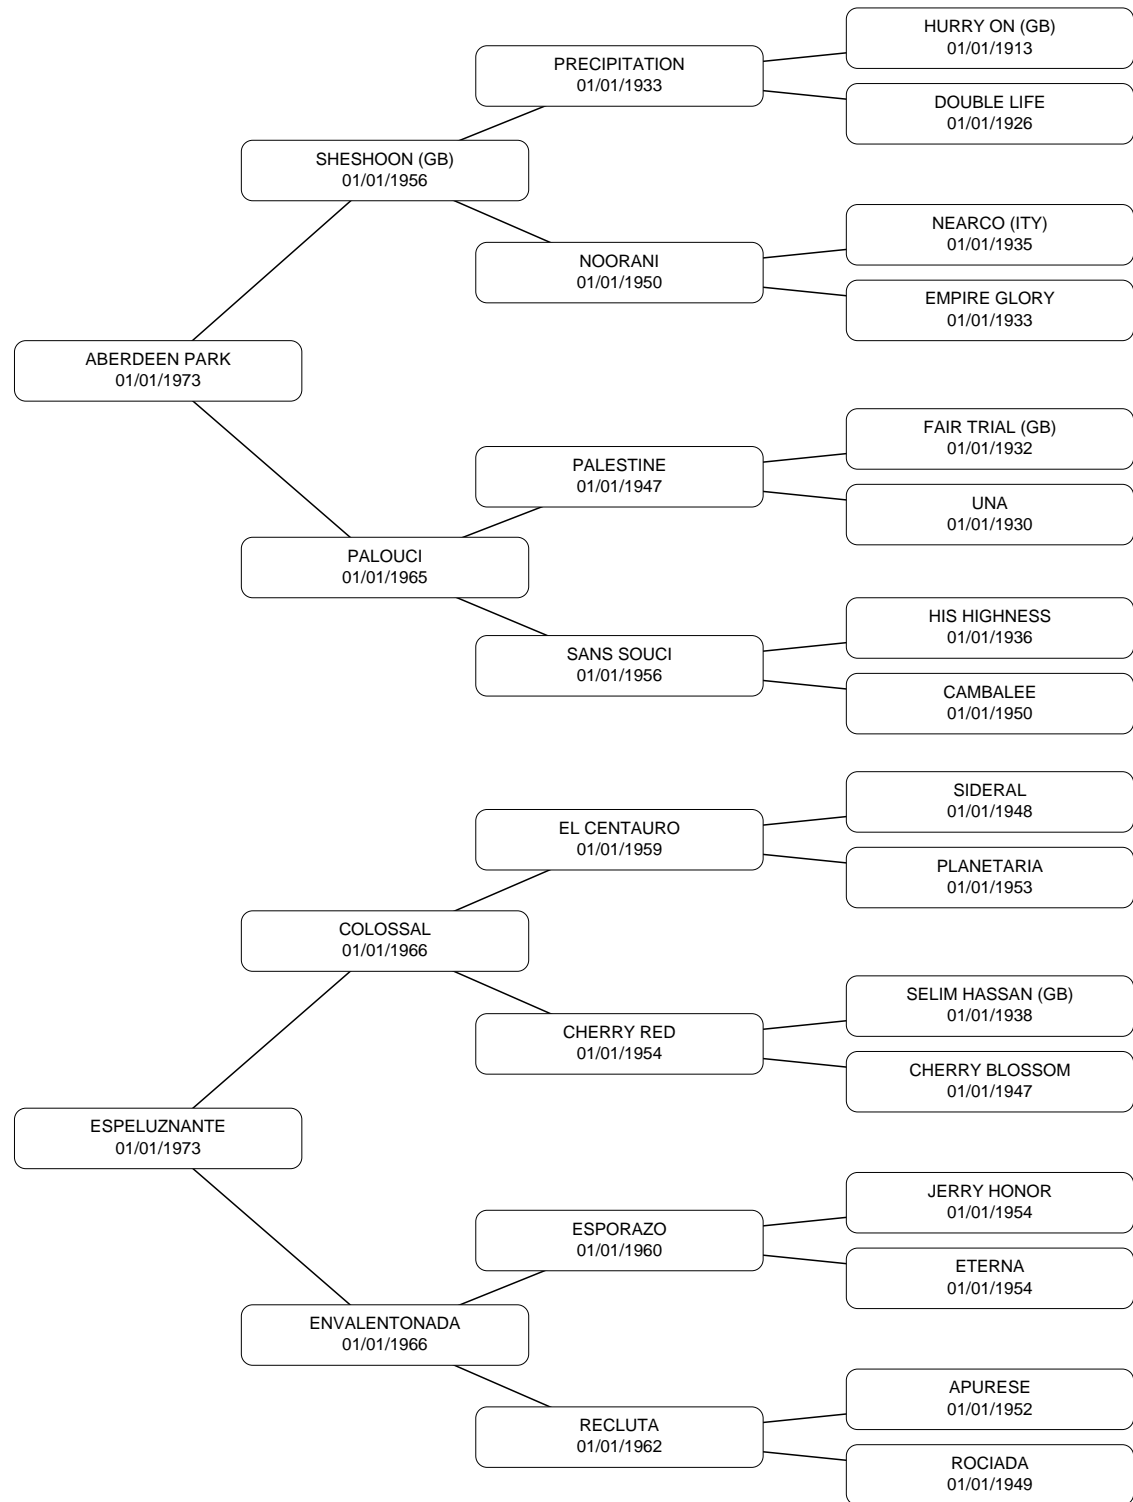 HURRY ON (GB)
01/01/1913
PRECIPITATION
01/01/1933
DOUBLE LIFE
01/01/1926
SHESHOON (GB)
01/01/1956
NEARCO (ITY)
01/01/1935
NOORANI
01/01/1950
EMPIRE GLORY
01/01/1933
ABERDEEN PARK
01/01/1973
FAIR TRIAL (GB)
01/01/1932
PALESTINE
01/01/1947
UNA
01/01/1930
PALOUCI
01/01/1965
HIS HIGHNESS
01/01/1936
SANS SOUCI
01/01/1956
CAMBALEE
01/01/1950
SIDERAL
01/01/1948
EL CENTAURO
01/01/1959
PLANETARIA
01/01/1953
COLOSSAL
01/01/1966
SELIM HASSAN (GB)
01/01/1938
CHERRY RED
01/01/1954
CHERRY BLOSSOM
01/01/1947
ESPELUZNANTE
01/01/1973
JERRY HONOR
01/01/1954
ESPORAZO
01/01/1960
ETERNA
01/01/1954
ENVALENTONADA
01/01/1966
APURESE
01/01/1952
RECLUTA
01/01/1962
ROCIADA
01/01/1949